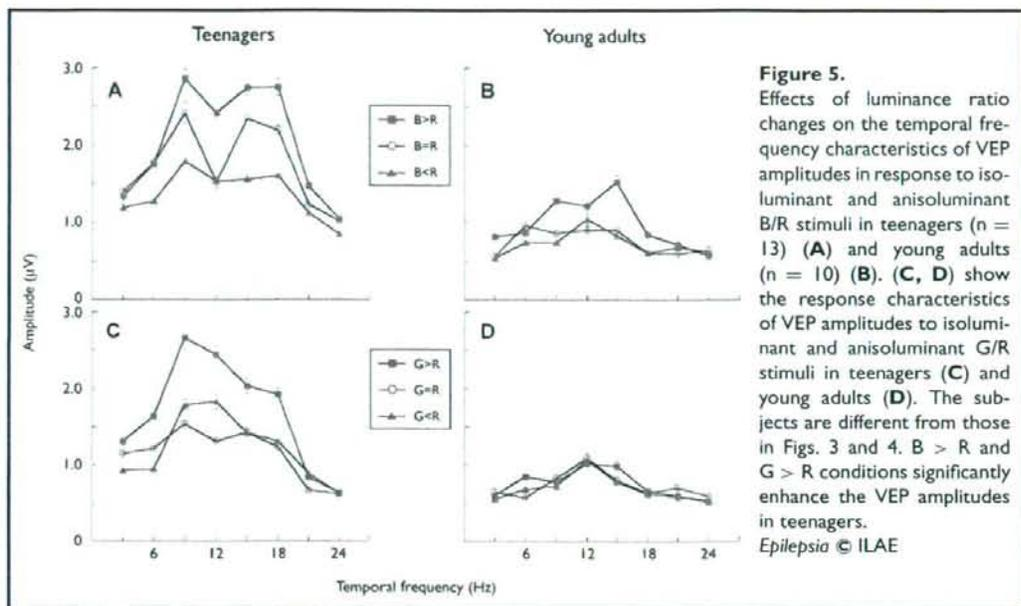 Teenagers
Young adults
3.0
2.0
1.0
0
A
B>R
B=R
B<R
B
Amplitude (µV)
3.0
2.0
1.0
0
C
G>R
G=R
G<R
D
6 12 18 24
6 12 18 24
Temporal frequency (Hz)
Figure 5.
Effects of luminance ratio
changes on the temporal fre-
quency characteristics of VEP
amplitudes in response to iso-
luminant and anisoluminant
B/R stimuli in teenagers (n =
13) (A) and young adults
(n = 10) (B). (C, D) show
the response characteristics
of VEP amplitudes to isolumi-
nant and anisoluminant G/R
stimuli in teenagers (C) and
young adults (D). The sub-
jects are different from those
in Figs. 3 and 4. B > R and
G > R conditions significantly
enhance the VEP amplitudes
in teenagers.
Epilepsia © ILAE